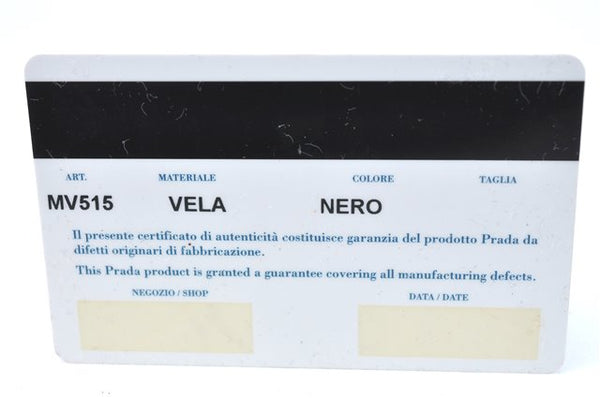 ART. MATERIALE COLORE TAGLIA
MV515 VELA NERO
Il presente certificato di autenticità costituisce garanzia del prodotto Prada da
difetti originari di fabbricazione.
This Prada product is granted a guarantee covering all manufacturing defects.
NEGOZIO / SHOP DATA / DATE